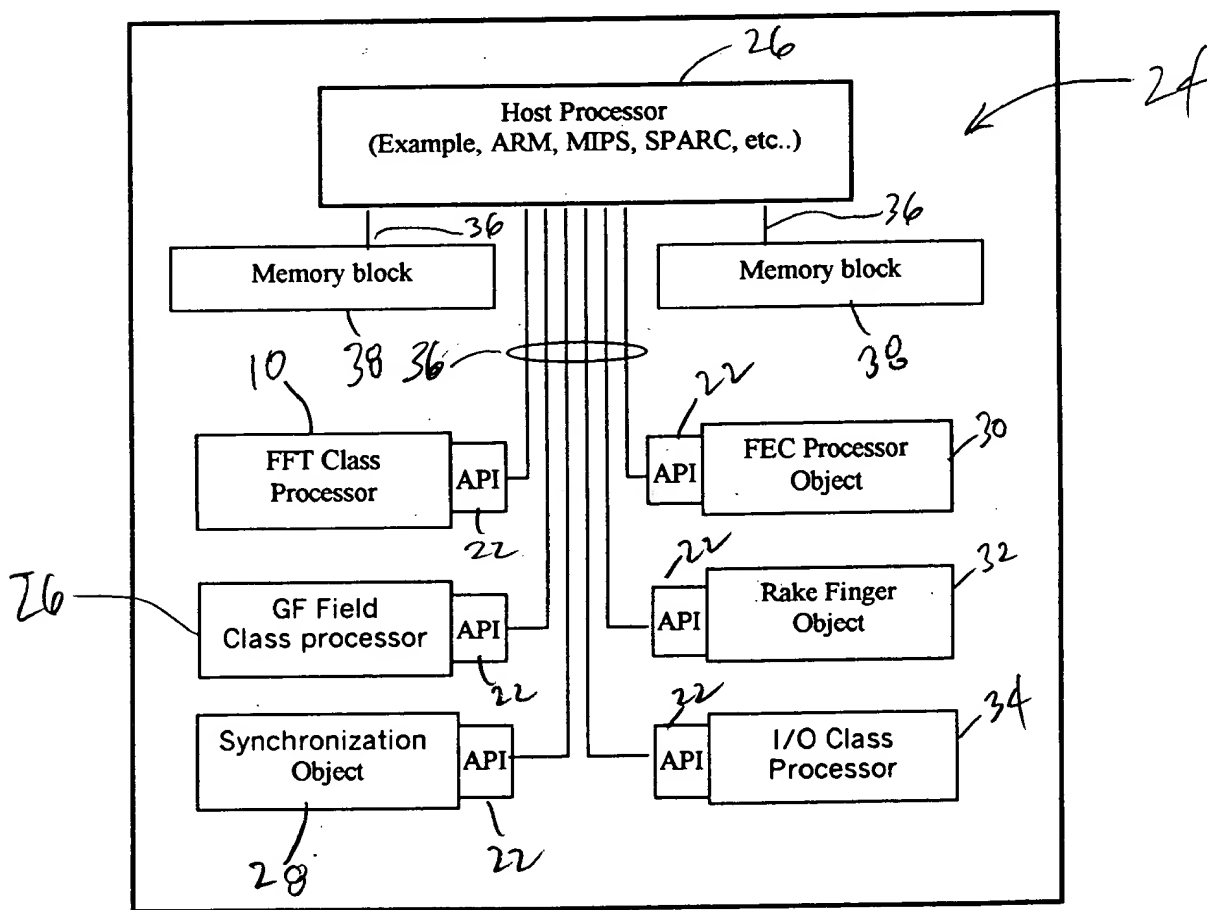 26
24
Host Processor
(Example, ARM, MIPS, SPARC, etc..)
36
36
Memory block
Memory block
38
36
38
10
22
FFT Class
Processor
API
22
API
FEC Processor
Object
30
26
GF Field
Class processor
API
22
22
API
Rake Finger
Object
32
Synchronization
Object
API
28
22
22
API
I/O Class
Processor
34